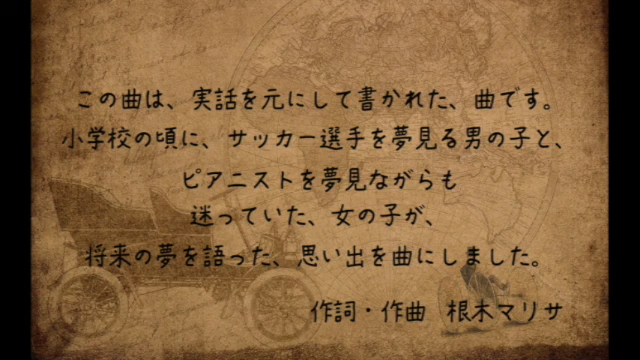 この曲は、実話を元にして書かれた、曲です。
小学校の頃に、サッカー選手を夢見る男の子と、
ピアニストを夢見ながらも
迷っていた、女の子が、
将来の夢を語った、思い出を曲にしました。
作詞・作曲　根木マリサ